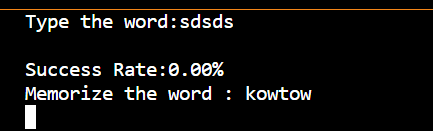 Type the word:sdsds
Success Rate:0.00%
Memorize the word : kowtow